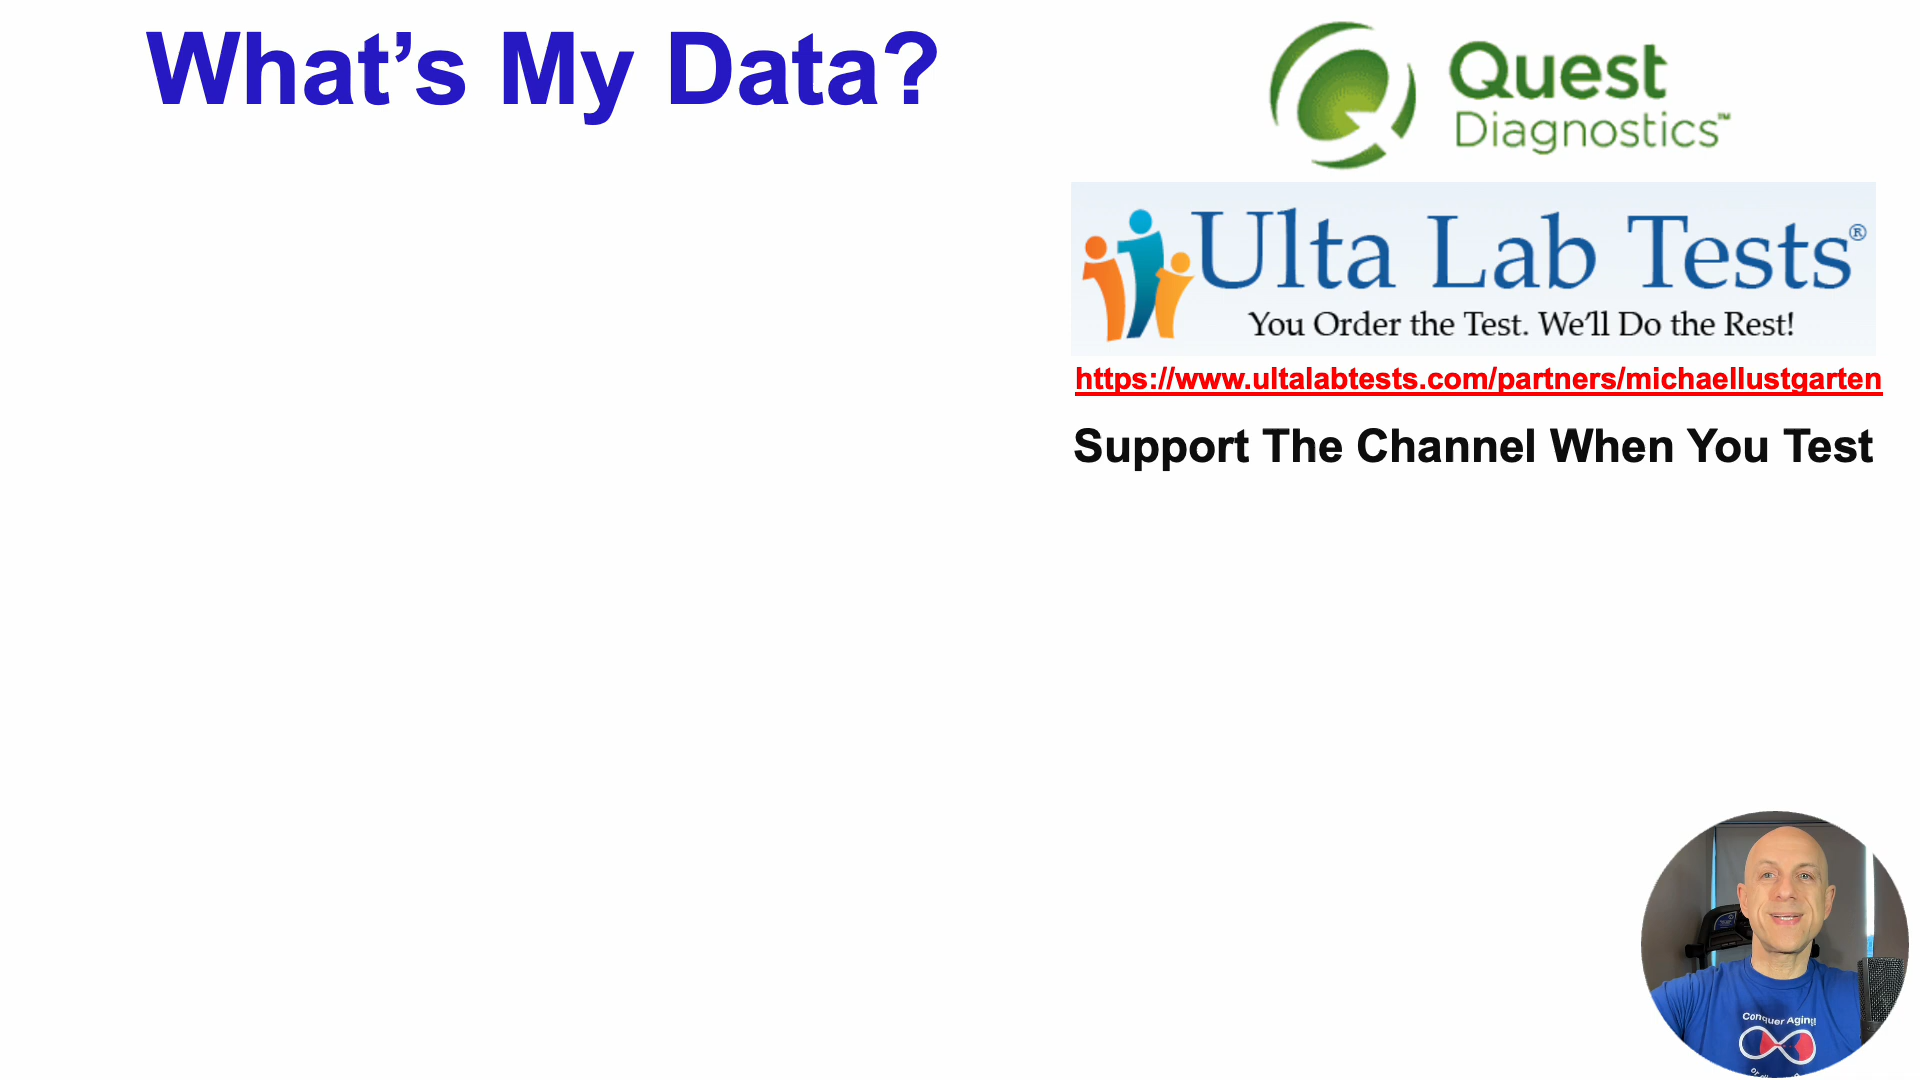 What’s My Data?
Quest
Diagnostics™
Ulta Lab Tests®
You Order the Test. We'll Do the Rest!
https://www.ultalabtests.com/partners/michaellustgarten
Support The Channel When You Test
Conquer Aging!
or